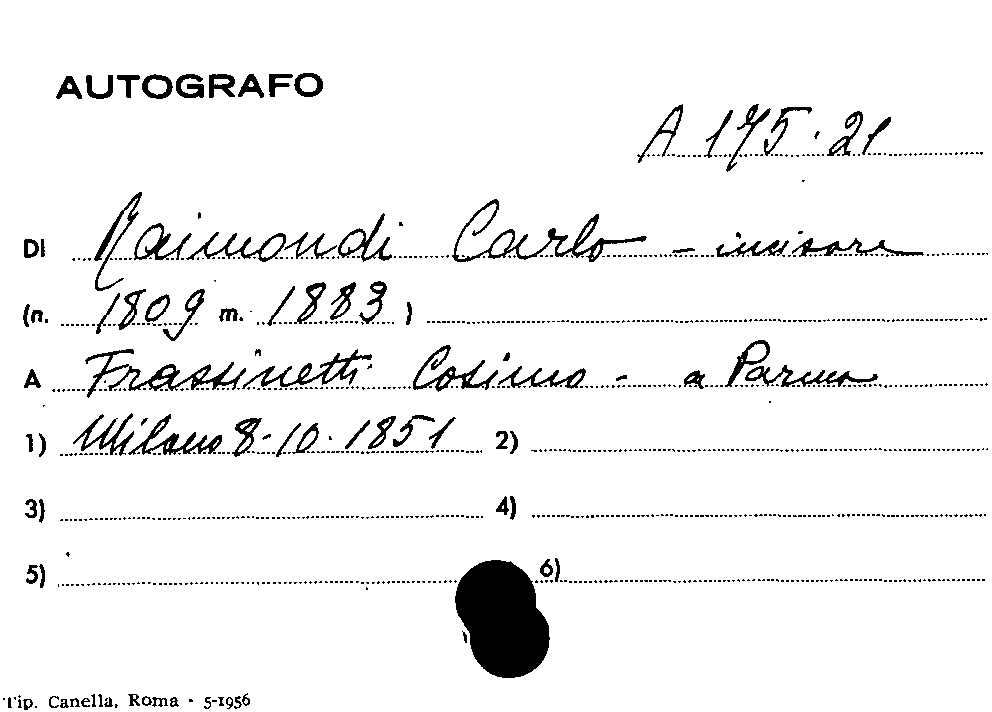 AUTOGRAFO
A 175.21
DI Raimondi Carlo - incisore
(n. 1809 m. 1883 )
A Frassinetti Cosimo - a Parma
1) Milano 8-10.1851 2)
3) 4)
5) 6)
Tip. Canella, Roma - 5-1956